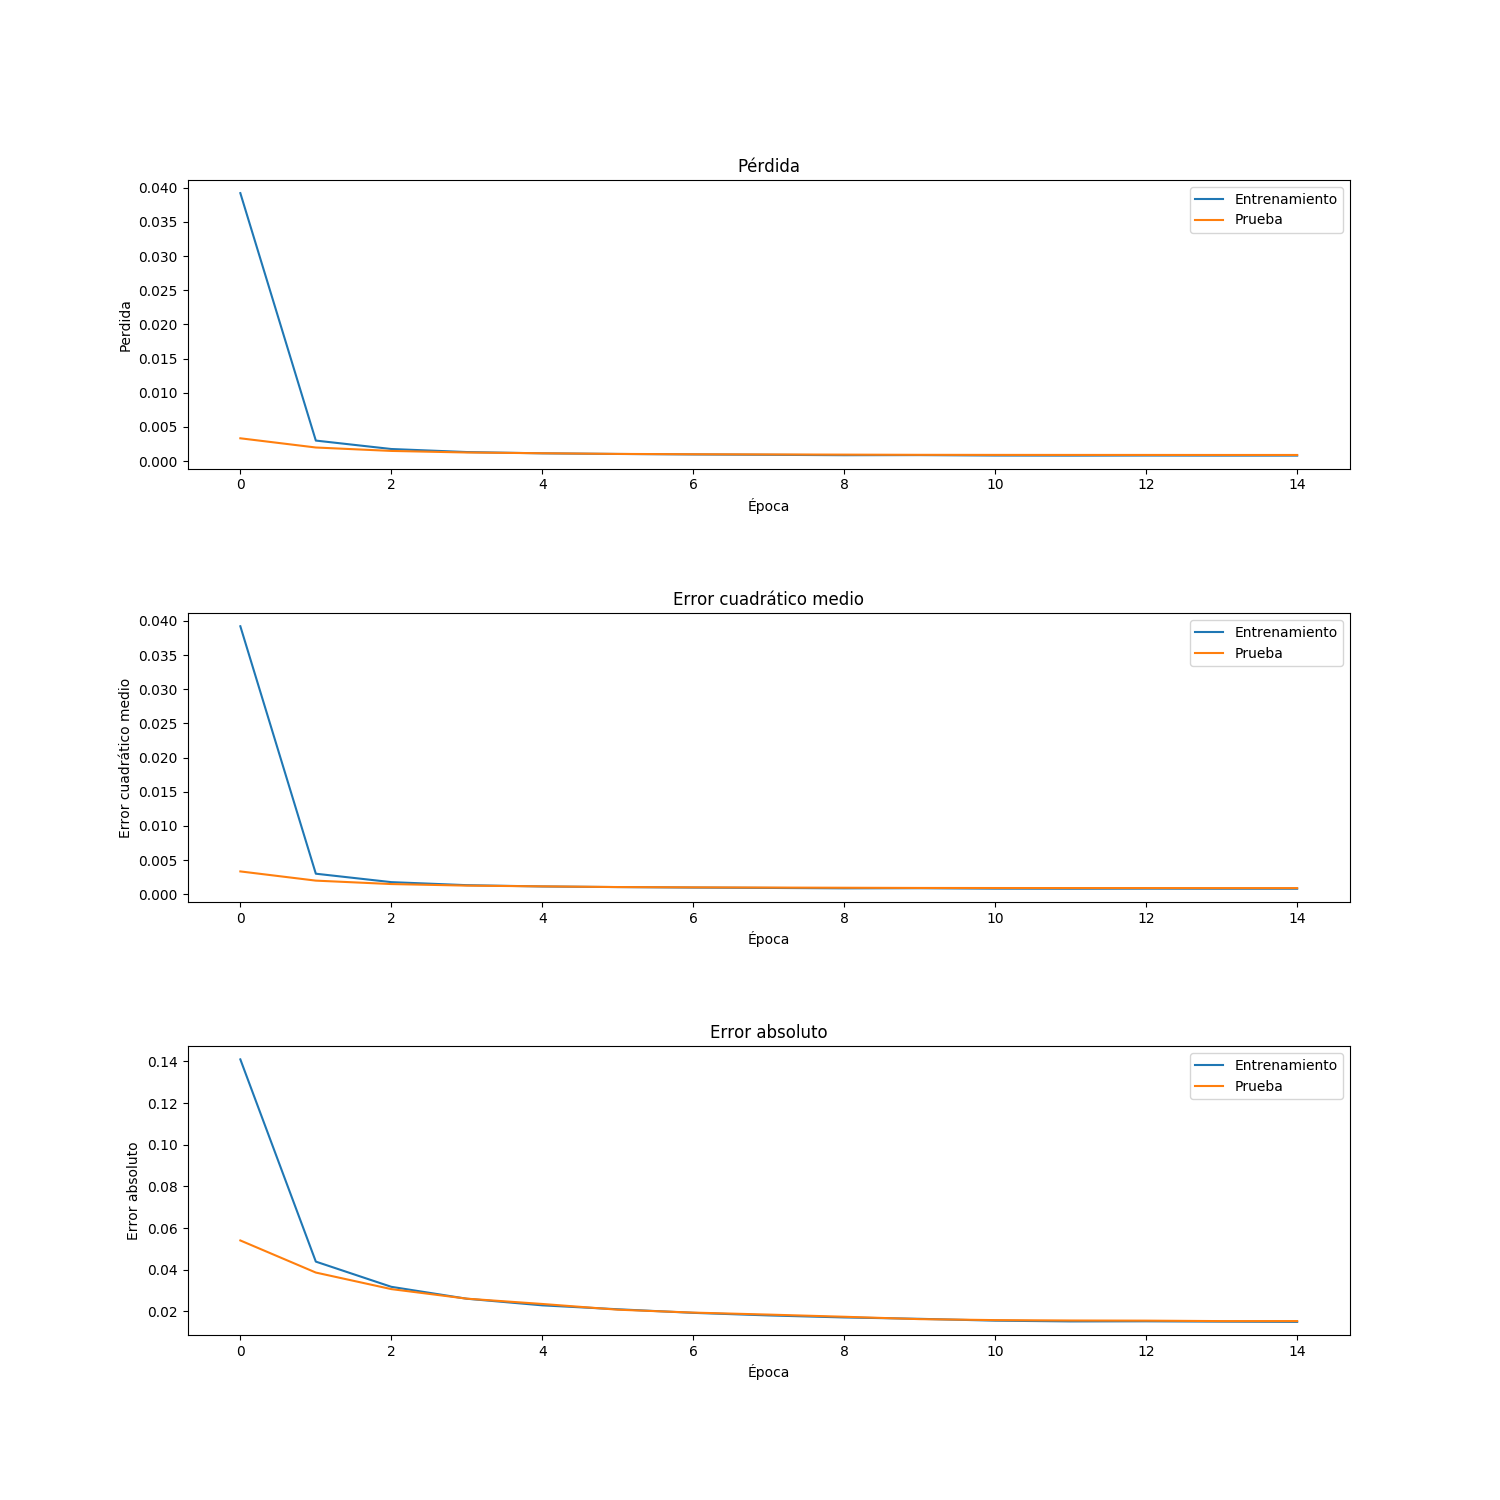 Pérdida
0.040
0.035
0.030
0.025
0.020
0.015
0.010
0.005
0.000
Perdida
Entrenamiento
Prueba
0 2 4 6 8 10 12 14
Época
Error cuadrático medio
0.040
0.035
0.030
0.025
0.020
0.015
0.010
0.005
0.000
Error cuadrático medio
Entrenamiento
Prueba
0 2 4 6 8 10 12 14
Época
Error absoluto
0.14
0.12
0.10
0.08
0.06
0.04
0.02
Error absoluto
Entrenamiento
Prueba
0 2 4 6 8 10 12 14
Época